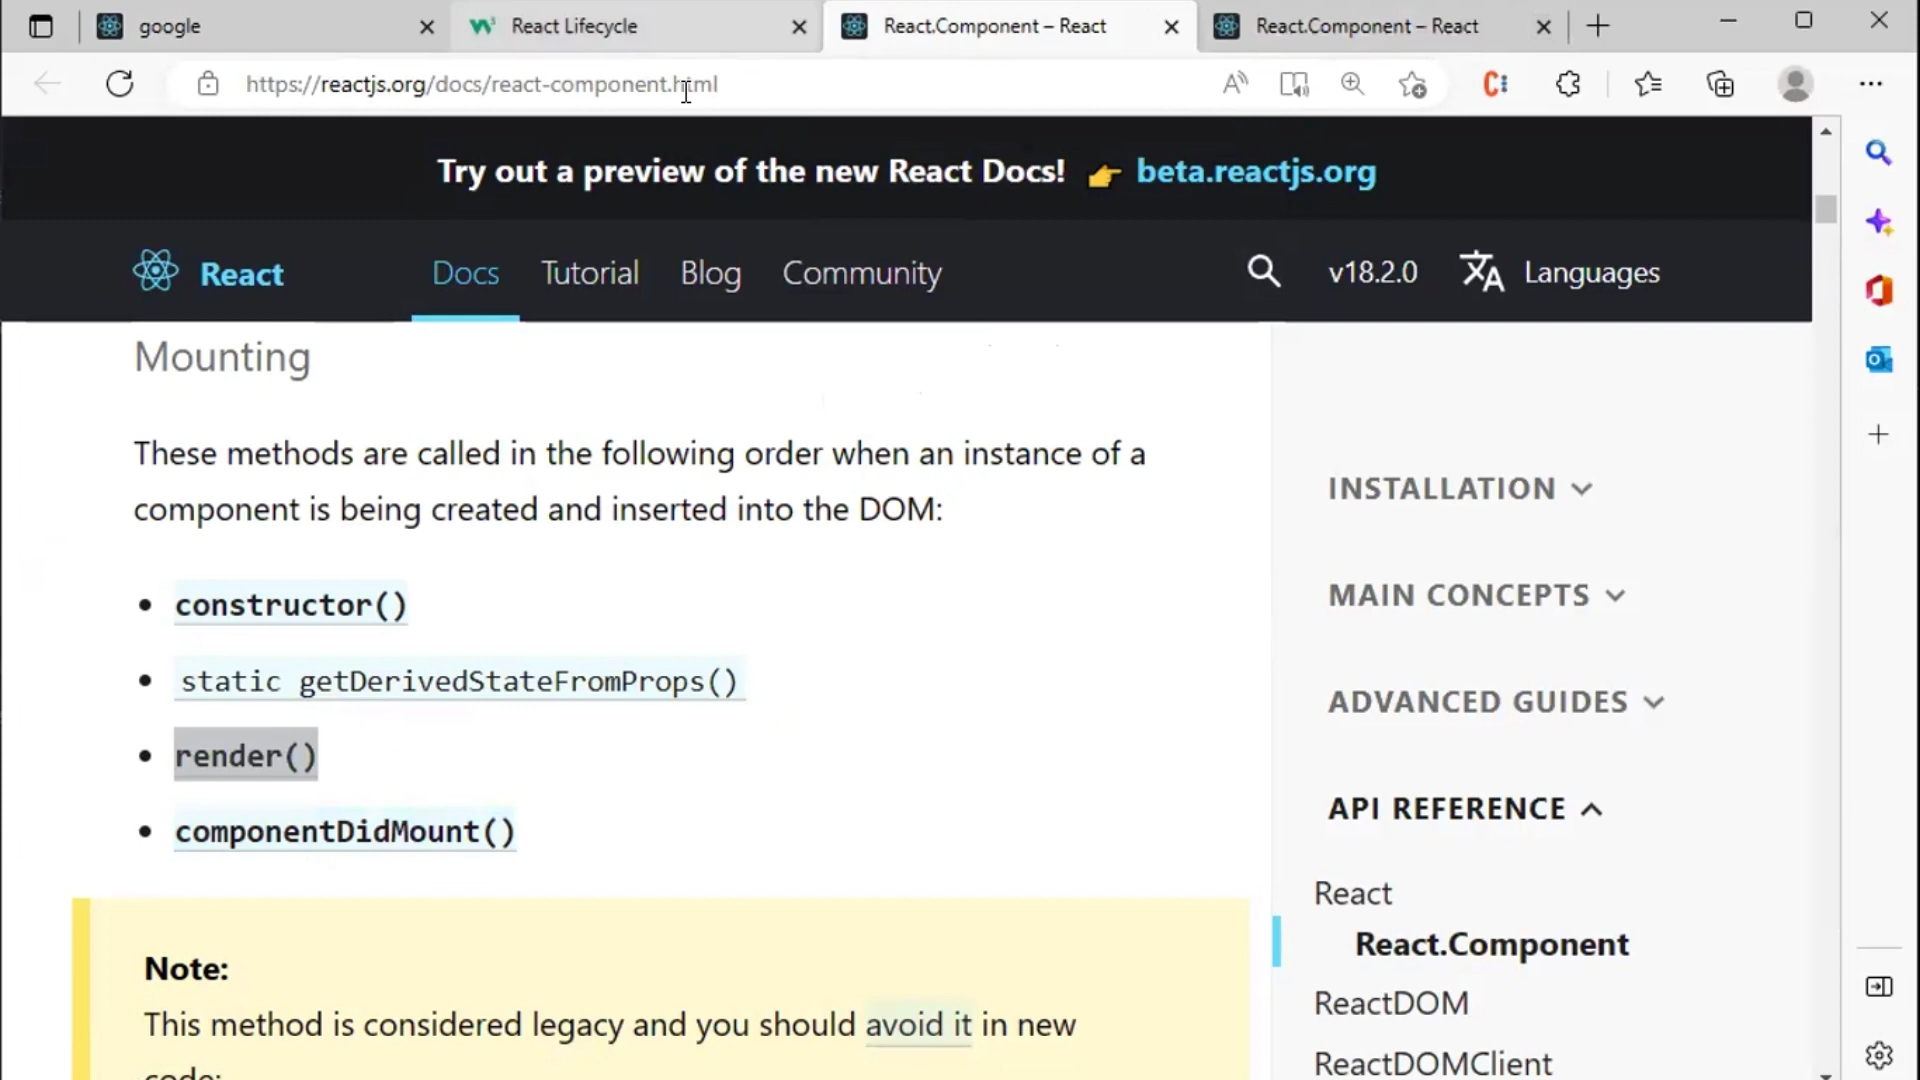 google
React Lifecycle
React.Component – React
React.Component – React
https://reactjs.org/docs/react-component.html
Try out a preview of the new React Docs! 👉 beta.reactjs.org
React
Docs
Tutorial
Blog
Community
v18.2.0
Languages
Mounting
These methods are called in the following order when an instance of a
component is being created and inserted into the DOM:
• constructor()
• static getDerivedStateFromProps()
• render()
• componentDidMount()
Note:
This method is considered legacy and you should avoid it in new
code:
INSTALLATION
MAIN CONCEPTS
ADVANCED GUIDES
API REFERENCE
React
React.Component
ReactDOM
ReactDOMClient